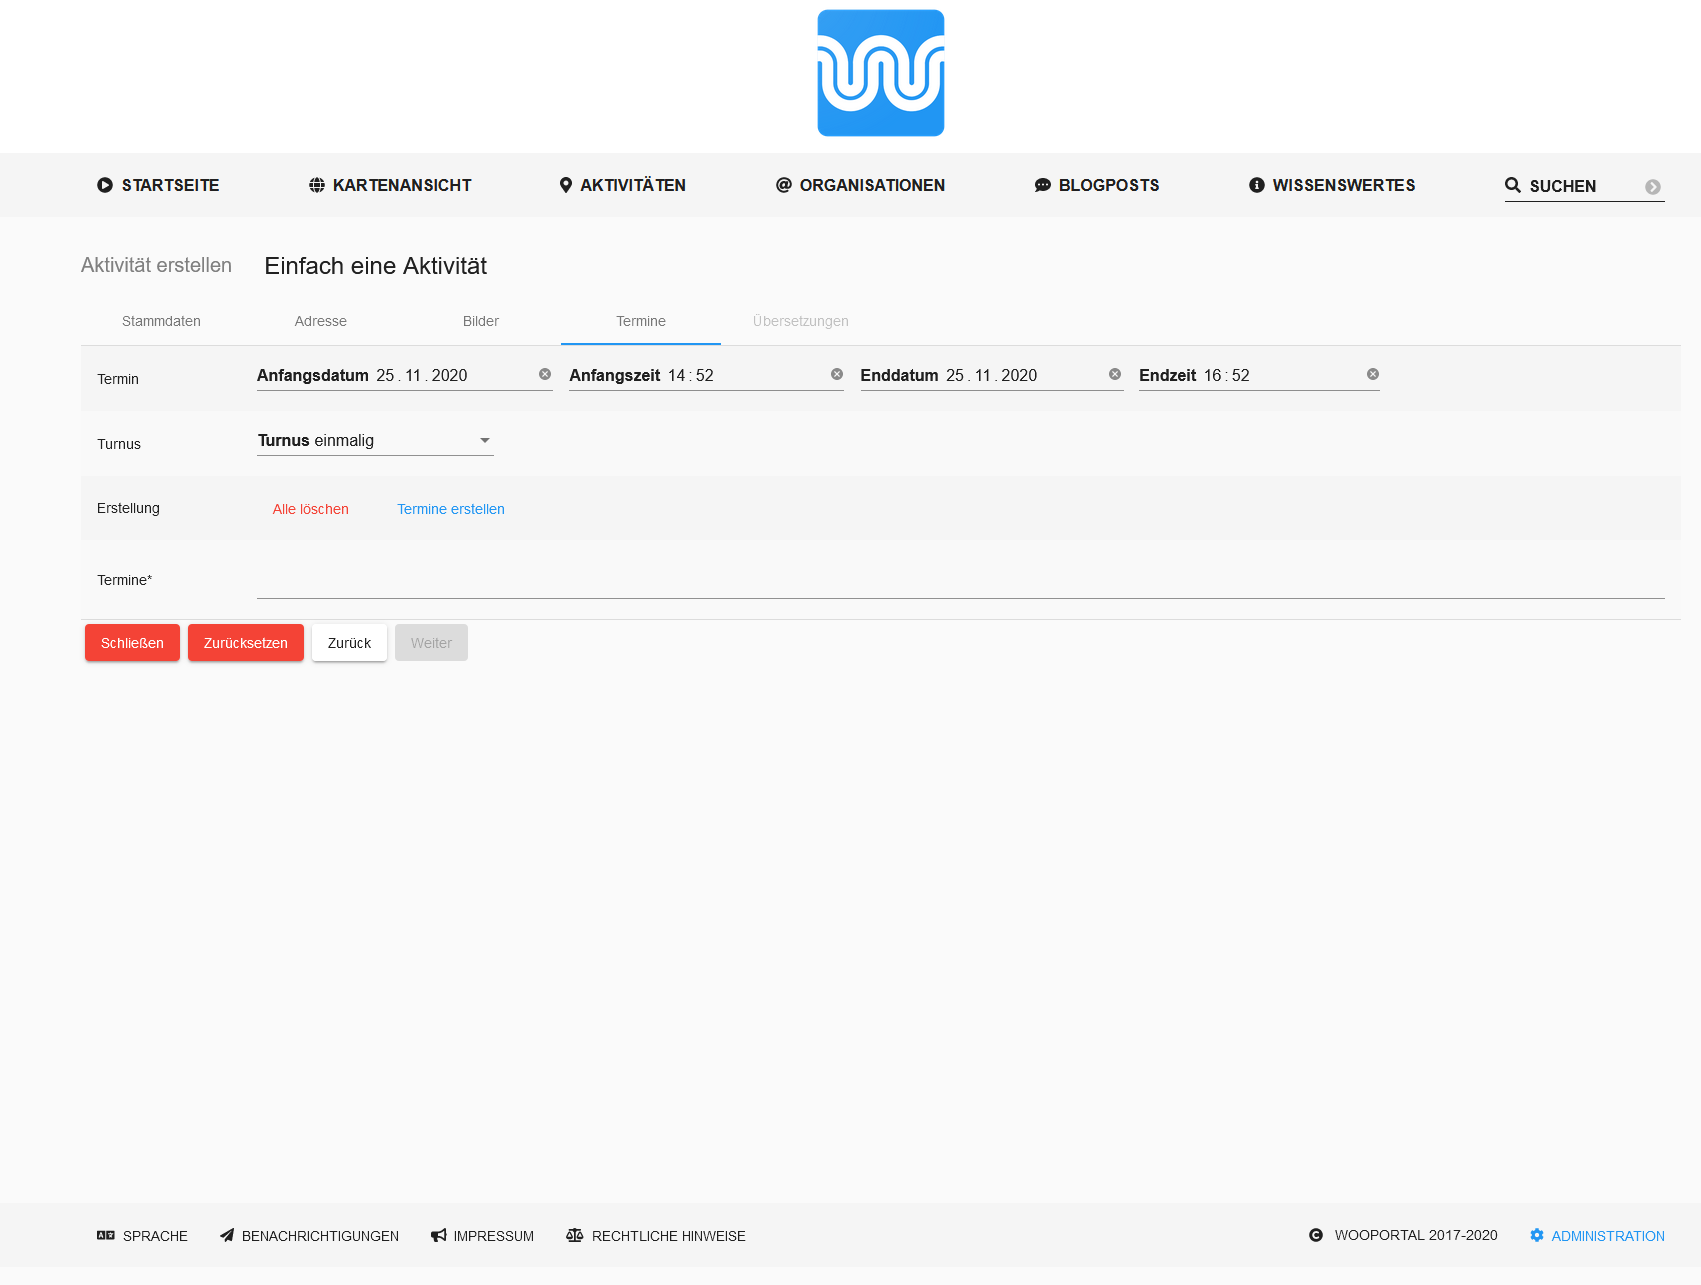 STARTSEITE KARTENANSICHT AKTIVITÄTEN ORGANISATIONEN BLOGPOSTS WISSENSWERTES SUCHEN
Aktivität erstellen Einfach eine Aktivität
Stammdaten Adresse Bilder Termine Übersetzungen
Termin Anfangsdatum 25 . 11 . 2020 Anfangszeit 14 : 52 Enddatum 25 . 11 . 2020 Endzeit 16 : 52
Turnus Turnus einmalig
Erstellung Alle löschen Termine erstellen
Termine*
Schließen Zurücksetzen Zurück Weiter
SPRACHE BENACHRICHTIGUNGEN IMPRESSUM RECHTLICHE HINWEISE WOOPORTAL 2017-2020 ADMINISTRATION